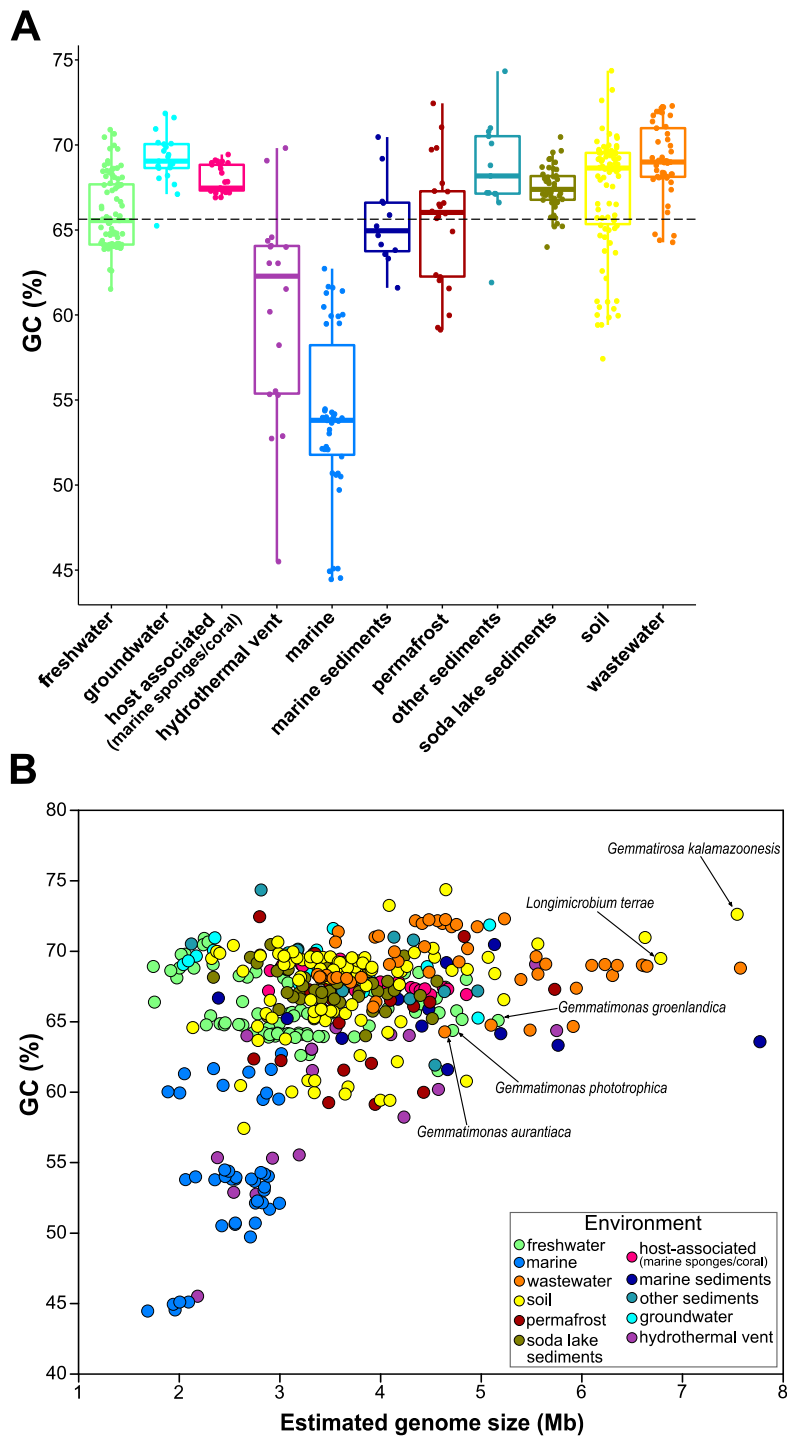 A
75
70
65
60
55
50
45
GC (%)
freshwater
groundwater
host associated
(marine sponges/coral)
hydrothermal vent
marine
marine sediments
permafrost
other sediments
soda lake sediments
soil
wastewater
B
80
75
70
65
60
55
50
45
40
GC (%)
Gemmatirosa kalamazoonesis
Longimicrobium terrae
Gemmatimonas groenlandica
Gemmatimonas phototrophica
Gemmatimonas aurantiaca
Environment
freshwater
marine
wastewater
soil
permafrost
soda lake
sediments
host-associated
(marine sponges/coral)
marine sediments
other sediments
groundwater
hydrothermal vent
1 2 3 4 5 6 7 8
Estimated genome size (Mb)